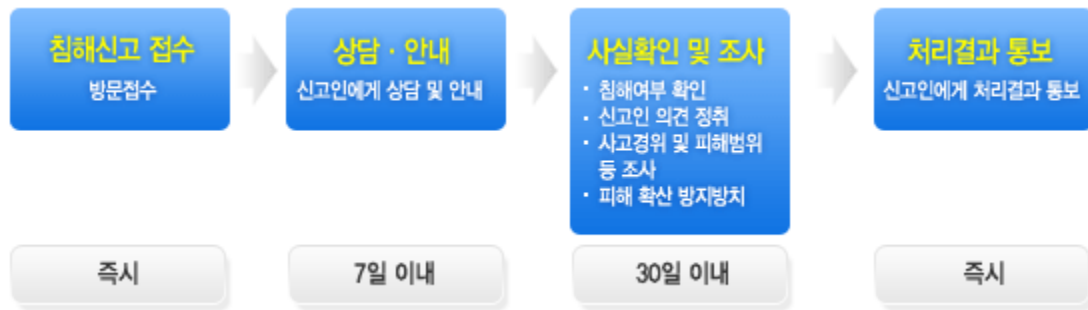 침해신고 접수
방문접수
상담 · 안내
신고인에게 상담 및 안내
사실확인 및 조사
· 침해여부 확인
· 신고인 의견 정취
· 사고경위 및 피해범위
등 조사
· 피해 확산 방지방치
처리결과 통보
신고인에게 처리결과 통보
즉시
7일 이내
30일 이내
즉시